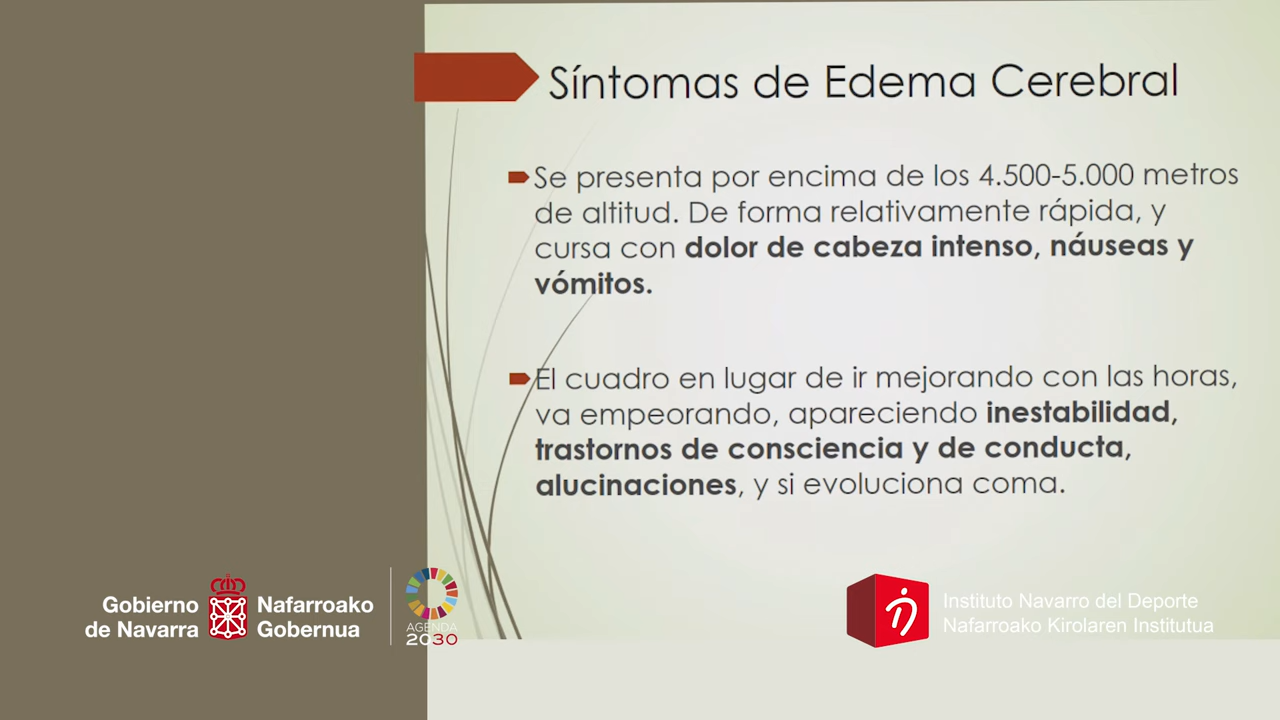 Síntomas de Edema Cerebral
Se presenta por encima de los 4.500-5.000 metros
de altitud. De forma relativamente rápida, y
cursa con dolor de cabeza intenso, náuseas y
vómitos.
El cuadro en lugar de ir mejorando con las horas,
va empeorando, apareciendo inestabilidad,
trastornos de consciencia y de conducta,
alucinaciones, y si evoluciona coma.
Gobierno
de Navarra
Nafarroako
Gobernua
AGENDA
2030
Instituto Navarro del Deporte
Nafarroako Kirolaren Institutua